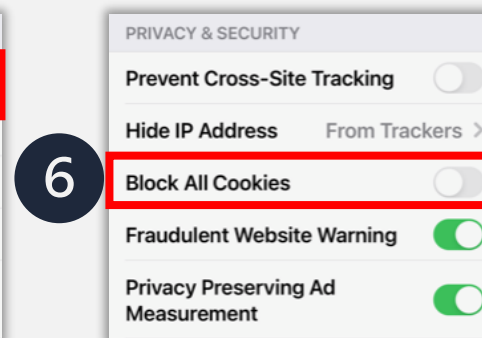 PRIVACY & SECURITY
Prevent Cross-Site Tracking
Hide IP Address From Trackers >
6
Block All Cookies
Fraudulent Website Warning
Privacy Preserving Ad
Measurement